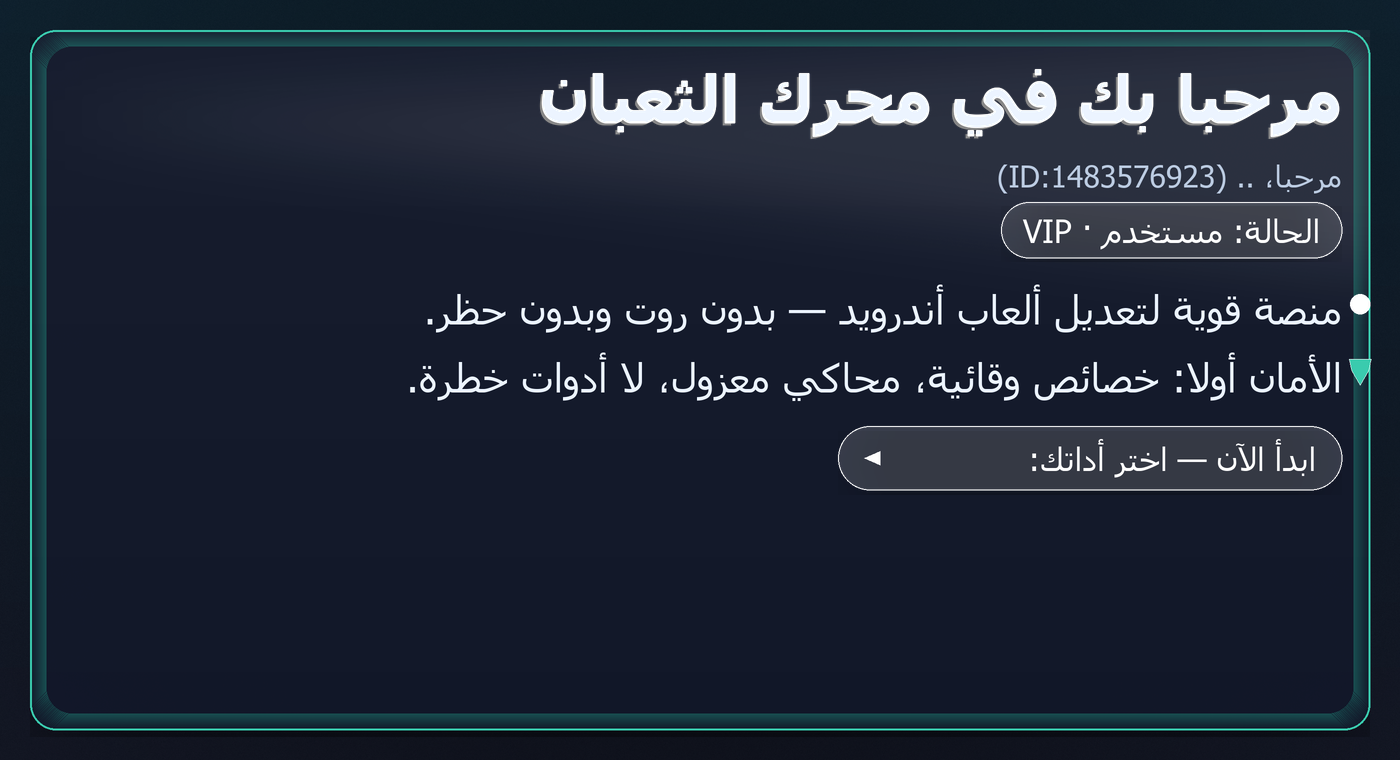 مرحبا بك في محرك الثعبان
مرحبا، .. (ID:1483576923)
الحالة: مستخدم · VIP
منصة قوية لتعديل ألعاب أندرويد — بدون روت وبدون حظر.
الأمان أولا: خصائص وقائية، محاكي معزول، لا أدوات خطرة.
ابدأ الآن — اختر أداتك: